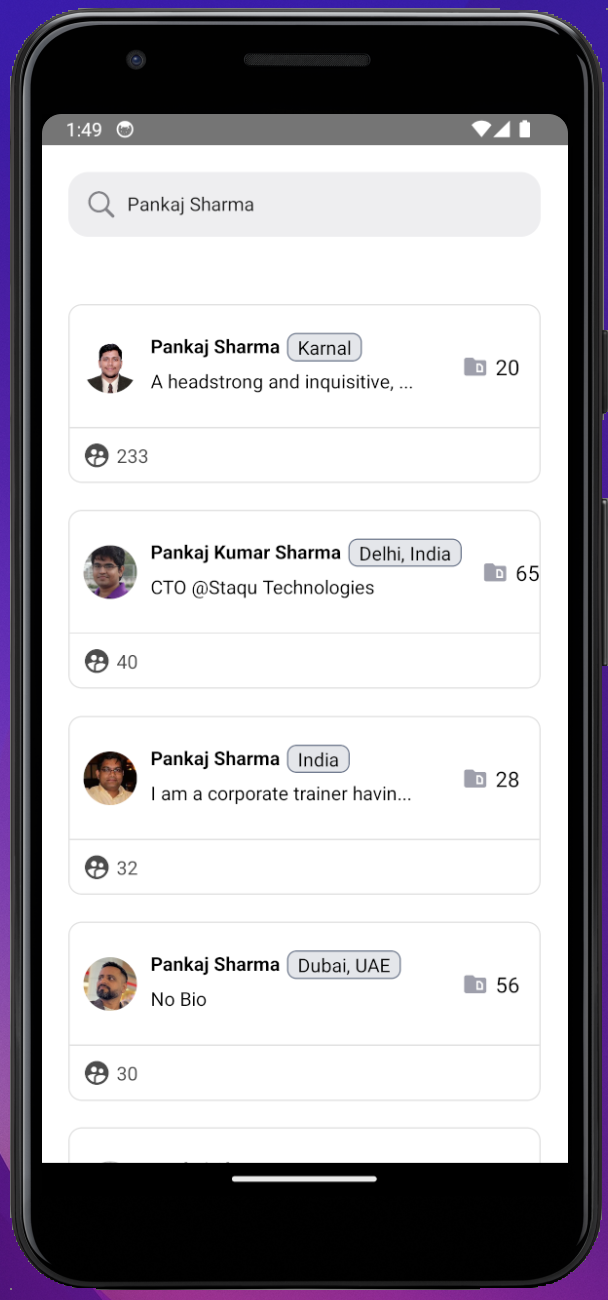 1:49
Pankaj Sharma
Pankaj Sharma Karnal
A headstrong and inquisitive, ...
20
233
Pankaj Kumar Sharma Delhi, India
CTO @Staqu Technologies
65
40
Pankaj Sharma India
I am a corporate trainer havin...
28
32
Pankaj Sharma Dubai, UAE
No Bio
56
30